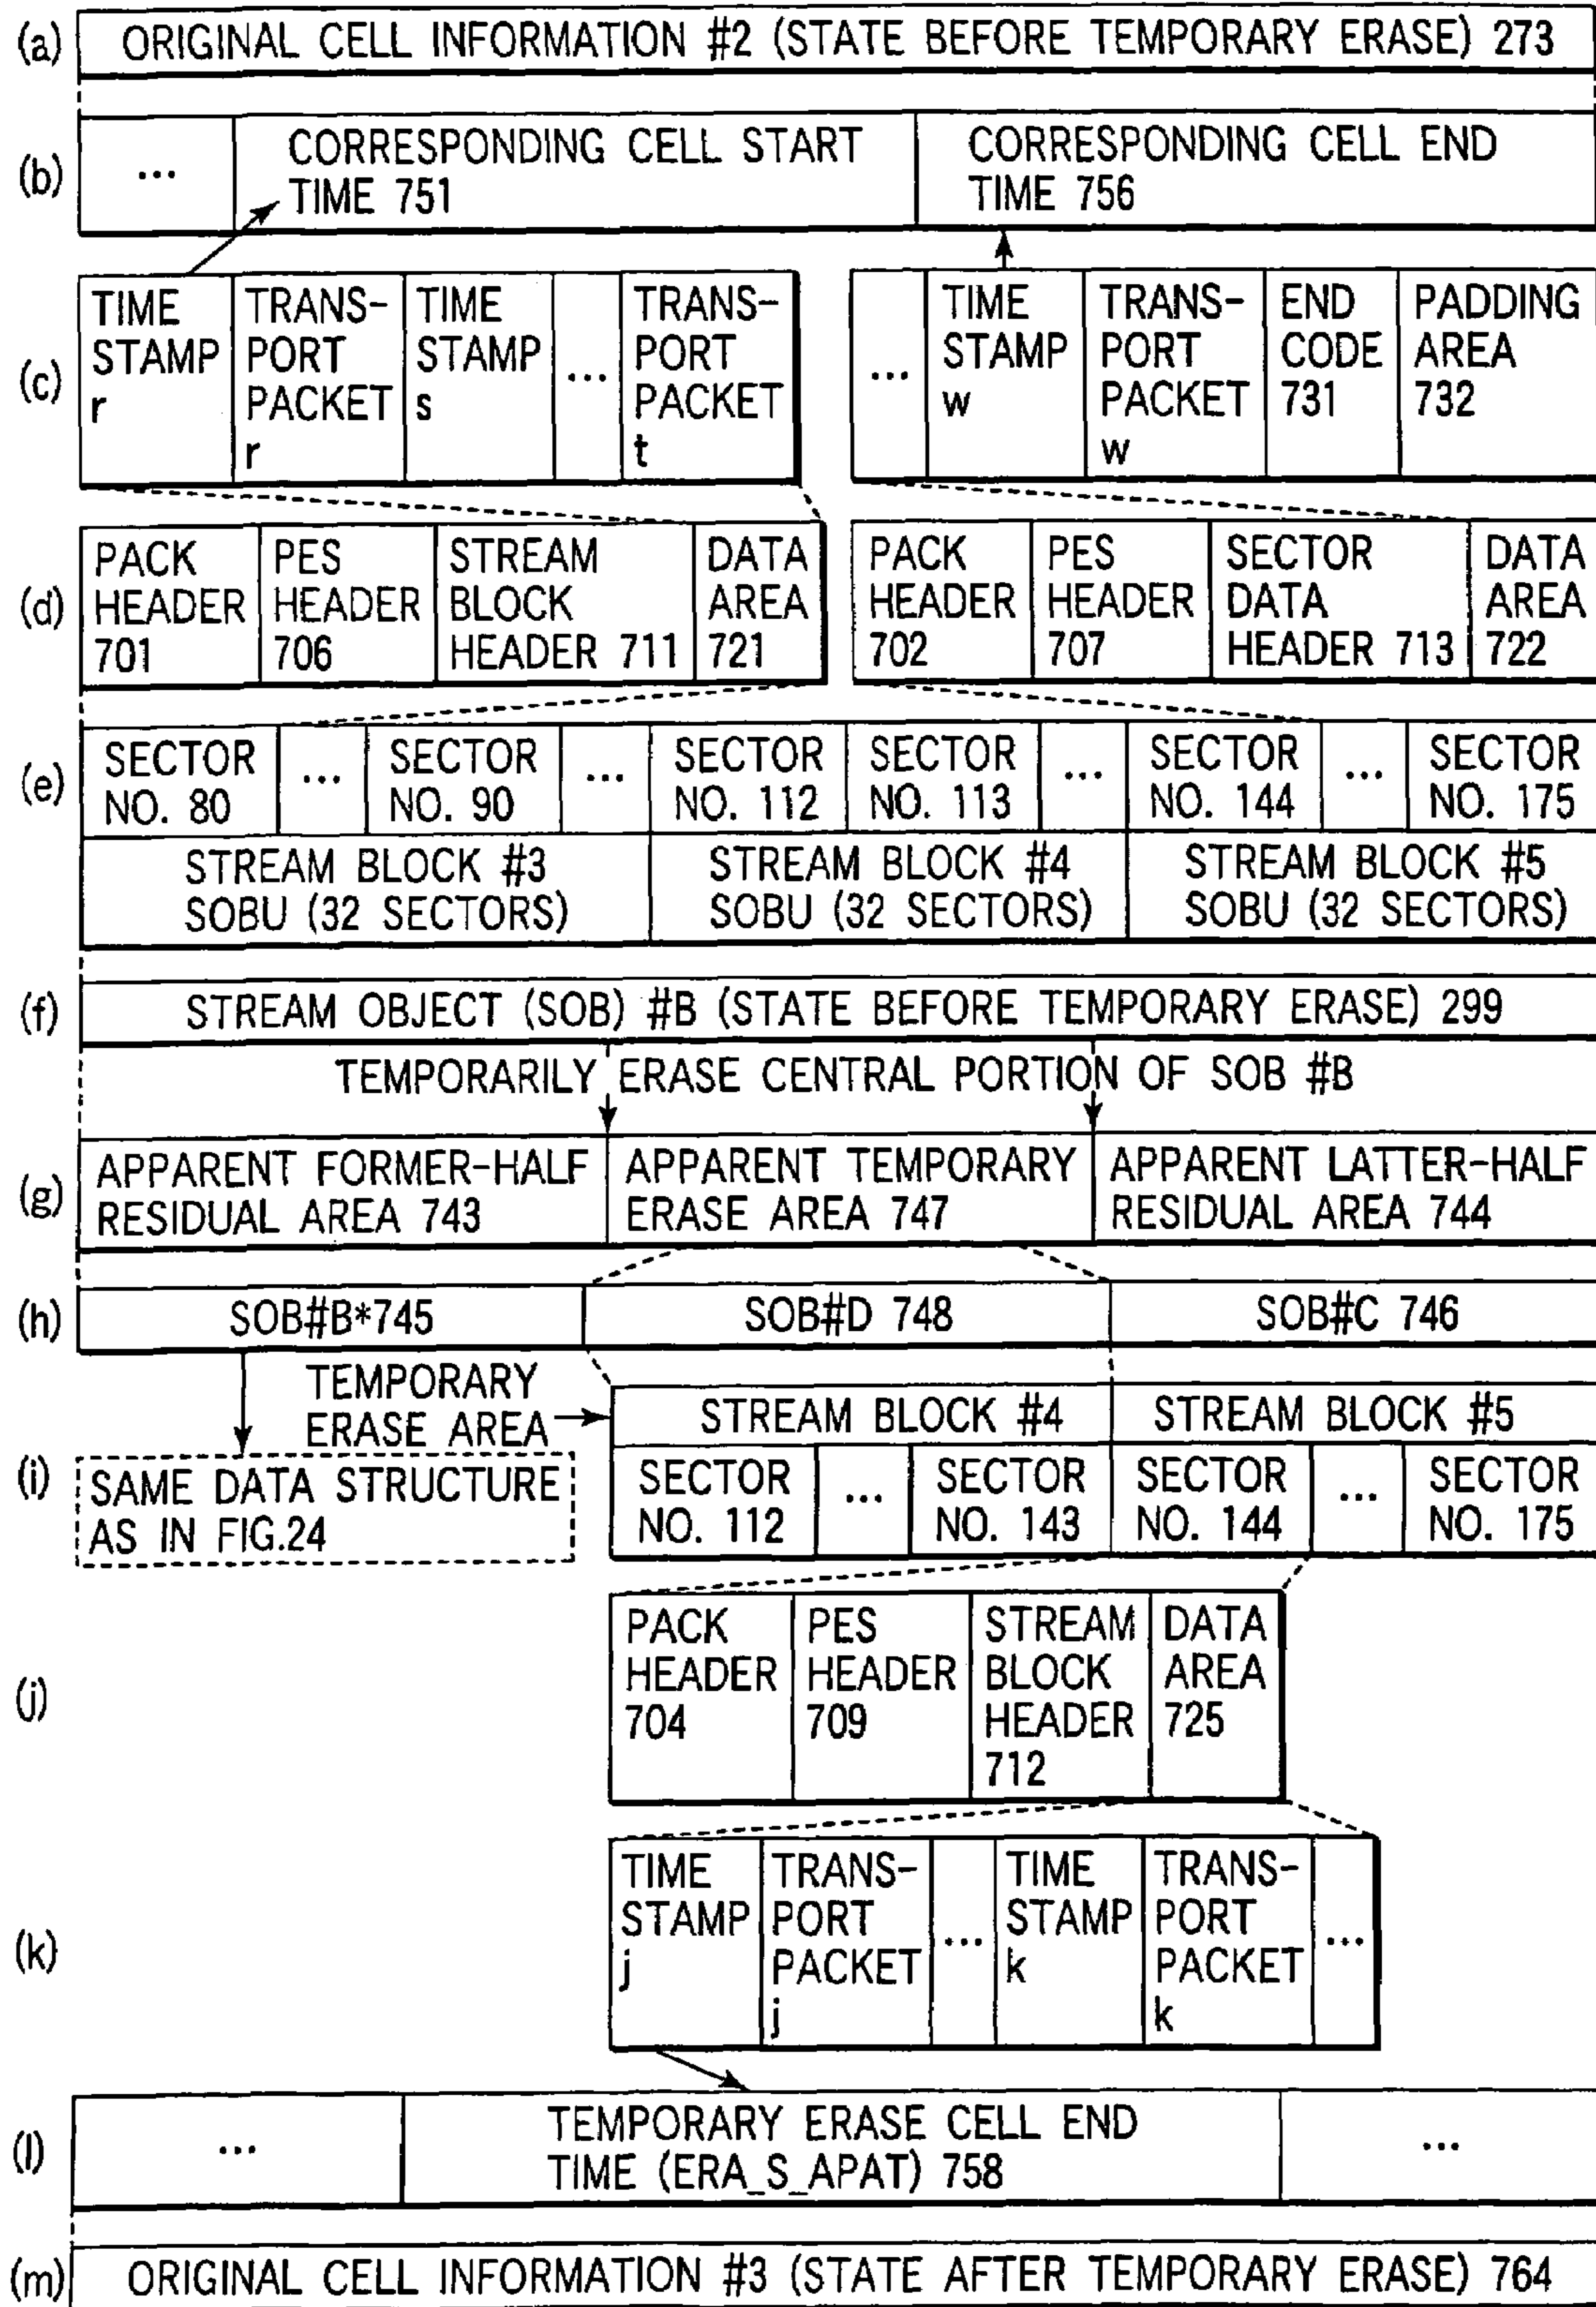 (a) ORIGINAL CELL INFORMATION #2 (STATE BEFORE TEMPORARY ERASE) 273
(b) ... CORRESPONDING CELL START CORRESPONDING CELL END
TIME 751 TIME 756
(c) TIME TRANS- TIME ... TRANS- ... TIME TRANS- END PADDING
STAMP PORT STAMP PORT STAMP PORT CODE AREA
r PACKET s PACKET w PACKET 731 732
r t w
(d) PACK PES STREAM DATA PACK PES SECTOR DATA
HEADER HEADER BLOCK AREA HEADER HEADER DATA AREA
701 706 HEADER 711 721 702 707 HEADER 713 722
(e) SECTOR ... SECTOR ... SECTOR SECTOR ... SECTOR ... SECTOR
NO. 80 NO. 90 NO. 112 NO. 113 NO. 144 NO. 175
STREAM BLOCK #3 STREAM BLOCK #4 STREAM BLOCK #5
SOBU (32 SECTORS) SOBU (32 SECTORS) SOBU (32 SECTORS)
(f) STREAM OBJECT (SOB) #B (STATE BEFORE TEMPORARY ERASE) 299
TEMPORARILY ERASE CENTRAL PORTION OF SOB #B
(g) APPARENT FORMER-HALF APPARENT TEMPORARY APPARENT LATTER-HALF
RESIDUAL AREA 743 ERASE AREA 747 RESIDUAL AREA 744
(h) SOB#B*745 SOB#D 748 SOB#C 746
TEMPORARY
ERASE AREA
STREAM BLOCK #4 STREAM BLOCK #5
(i) SAME DATA STRUCTURE
AS IN FIG.24
SECTOR ... SECTOR SECTOR ... SECTOR
NO. 112 NO. 143 NO. 144 NO. 175
(j) PACK PES STREAM DATA
HEADER HEADER BLOCK AREA
704 709 HEADER 725
712
(k) TIME TRANS- ... TIME TRANS- ...
STAMP PORT STAMP PORT
j PACKET k PACKET
j k
(l) ... TEMPORARY ERASE CELL END ...
TIME (ERA_S_APAT) 758
(m) ORIGINAL CELL INFORMATION #3 (STATE AFTER TEMPORARY ERASE) 764